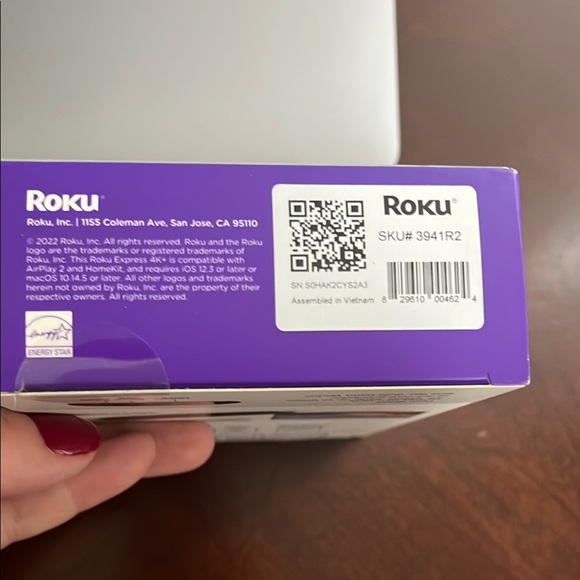 Roku
Roku, Inc. | 1155 Coleman Ave, San Jose, CA 95110
© 2022 Roku, Inc. All rights reserved. Roku and the Roku
logo are the trademarks or registered trademarks of
Roku, Inc. This Roku Express 4K+ is compatible with
AirPlay 2 and HomeKit, and requires iOS 12.3 or later or
macOS 10.14.5 or later. All other logos and trademarks
herein not owned by Roku, Inc. are the property of their
respective owners. All rights reserved.
energy
ENERGY STAR
Roku®
SKU# 3941R2
SN:S0HAK2CYS2A3
Assembled in Vietnam
8 29610 00462 4